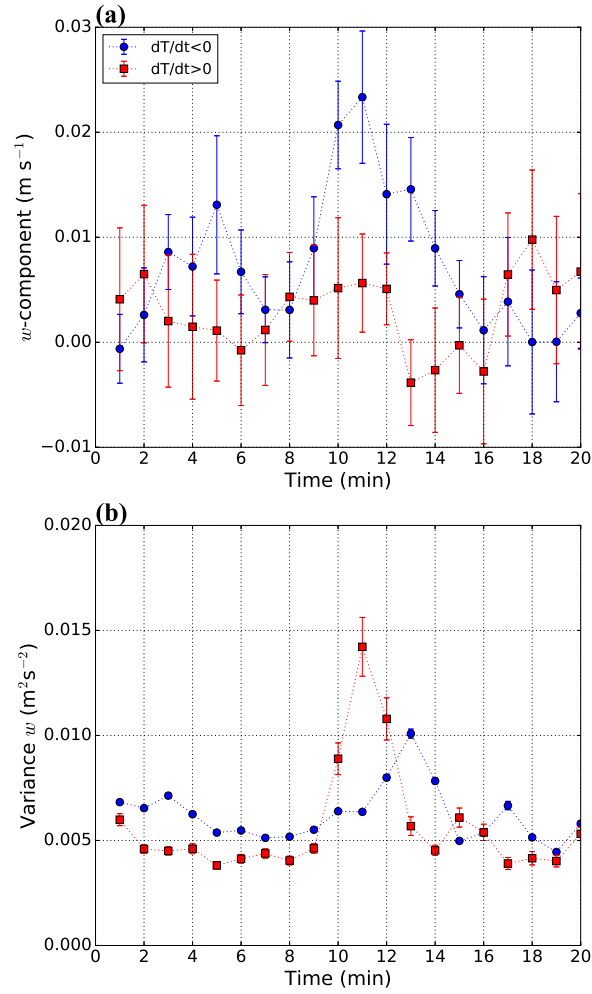 (a)
0.03
0.02
0.01
0.00
−0.01
w-component (m s⁻¹)
dT/dt<0
dT/dt>0
0 2 4 6 8 10 12 14 16 18 20
Time (min)
(b)
0.020
0.015
0.010
0.005
0.000
Variance w (m²s⁻²)
0 2 4 6 8 10 12 14 16 18 20
Time (min)